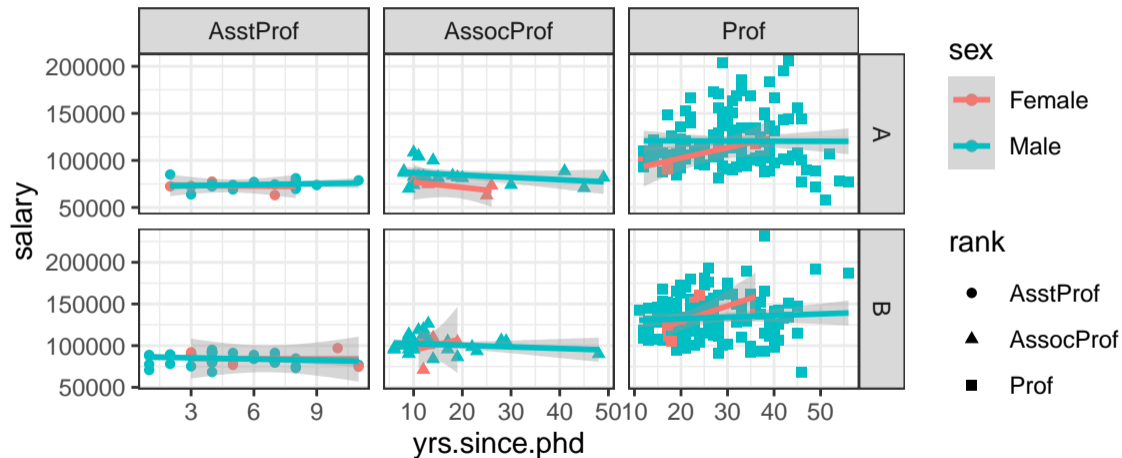 AsstProf AssocProf Prof
200000
150000
100000
50000
A
200000
150000
100000
50000
B
3 6 9 10 20 30 40 50 10 20 30 40 50
yrs.since.phd
salary
sex
Female
Male
rank
AsstProf
AssocProf
Prof